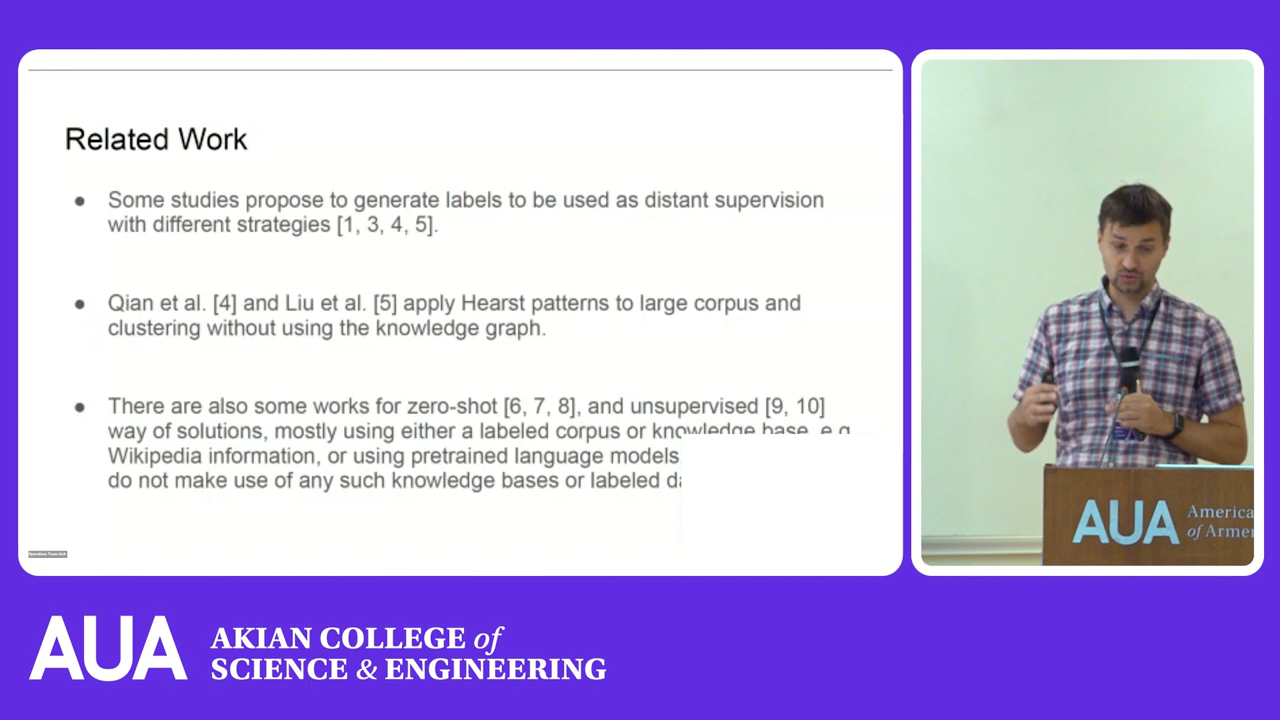 Related Work
● Some studies propose to generate labels to be used as distant supervision
with different strategies [1, 3, 4, 5].
● Qian et al. [4] and Liu et al. [5] apply Hearst patterns to large corpus and
clustering without using the knowledge graph.
● There are also some works for zero-shot [6, 7, 8], and unsupervised [9, 10]
way of solutions, mostly using either a labeled corpus or knowledge base, e.g.
Wikipedia information, or using pretrained language models
do not make use of any such knowledge bases or labeled
Operations Team AUA
AUA America
of Armen
AUA AKIAN COLLEGE of
SCIENCE & ENGINEERING